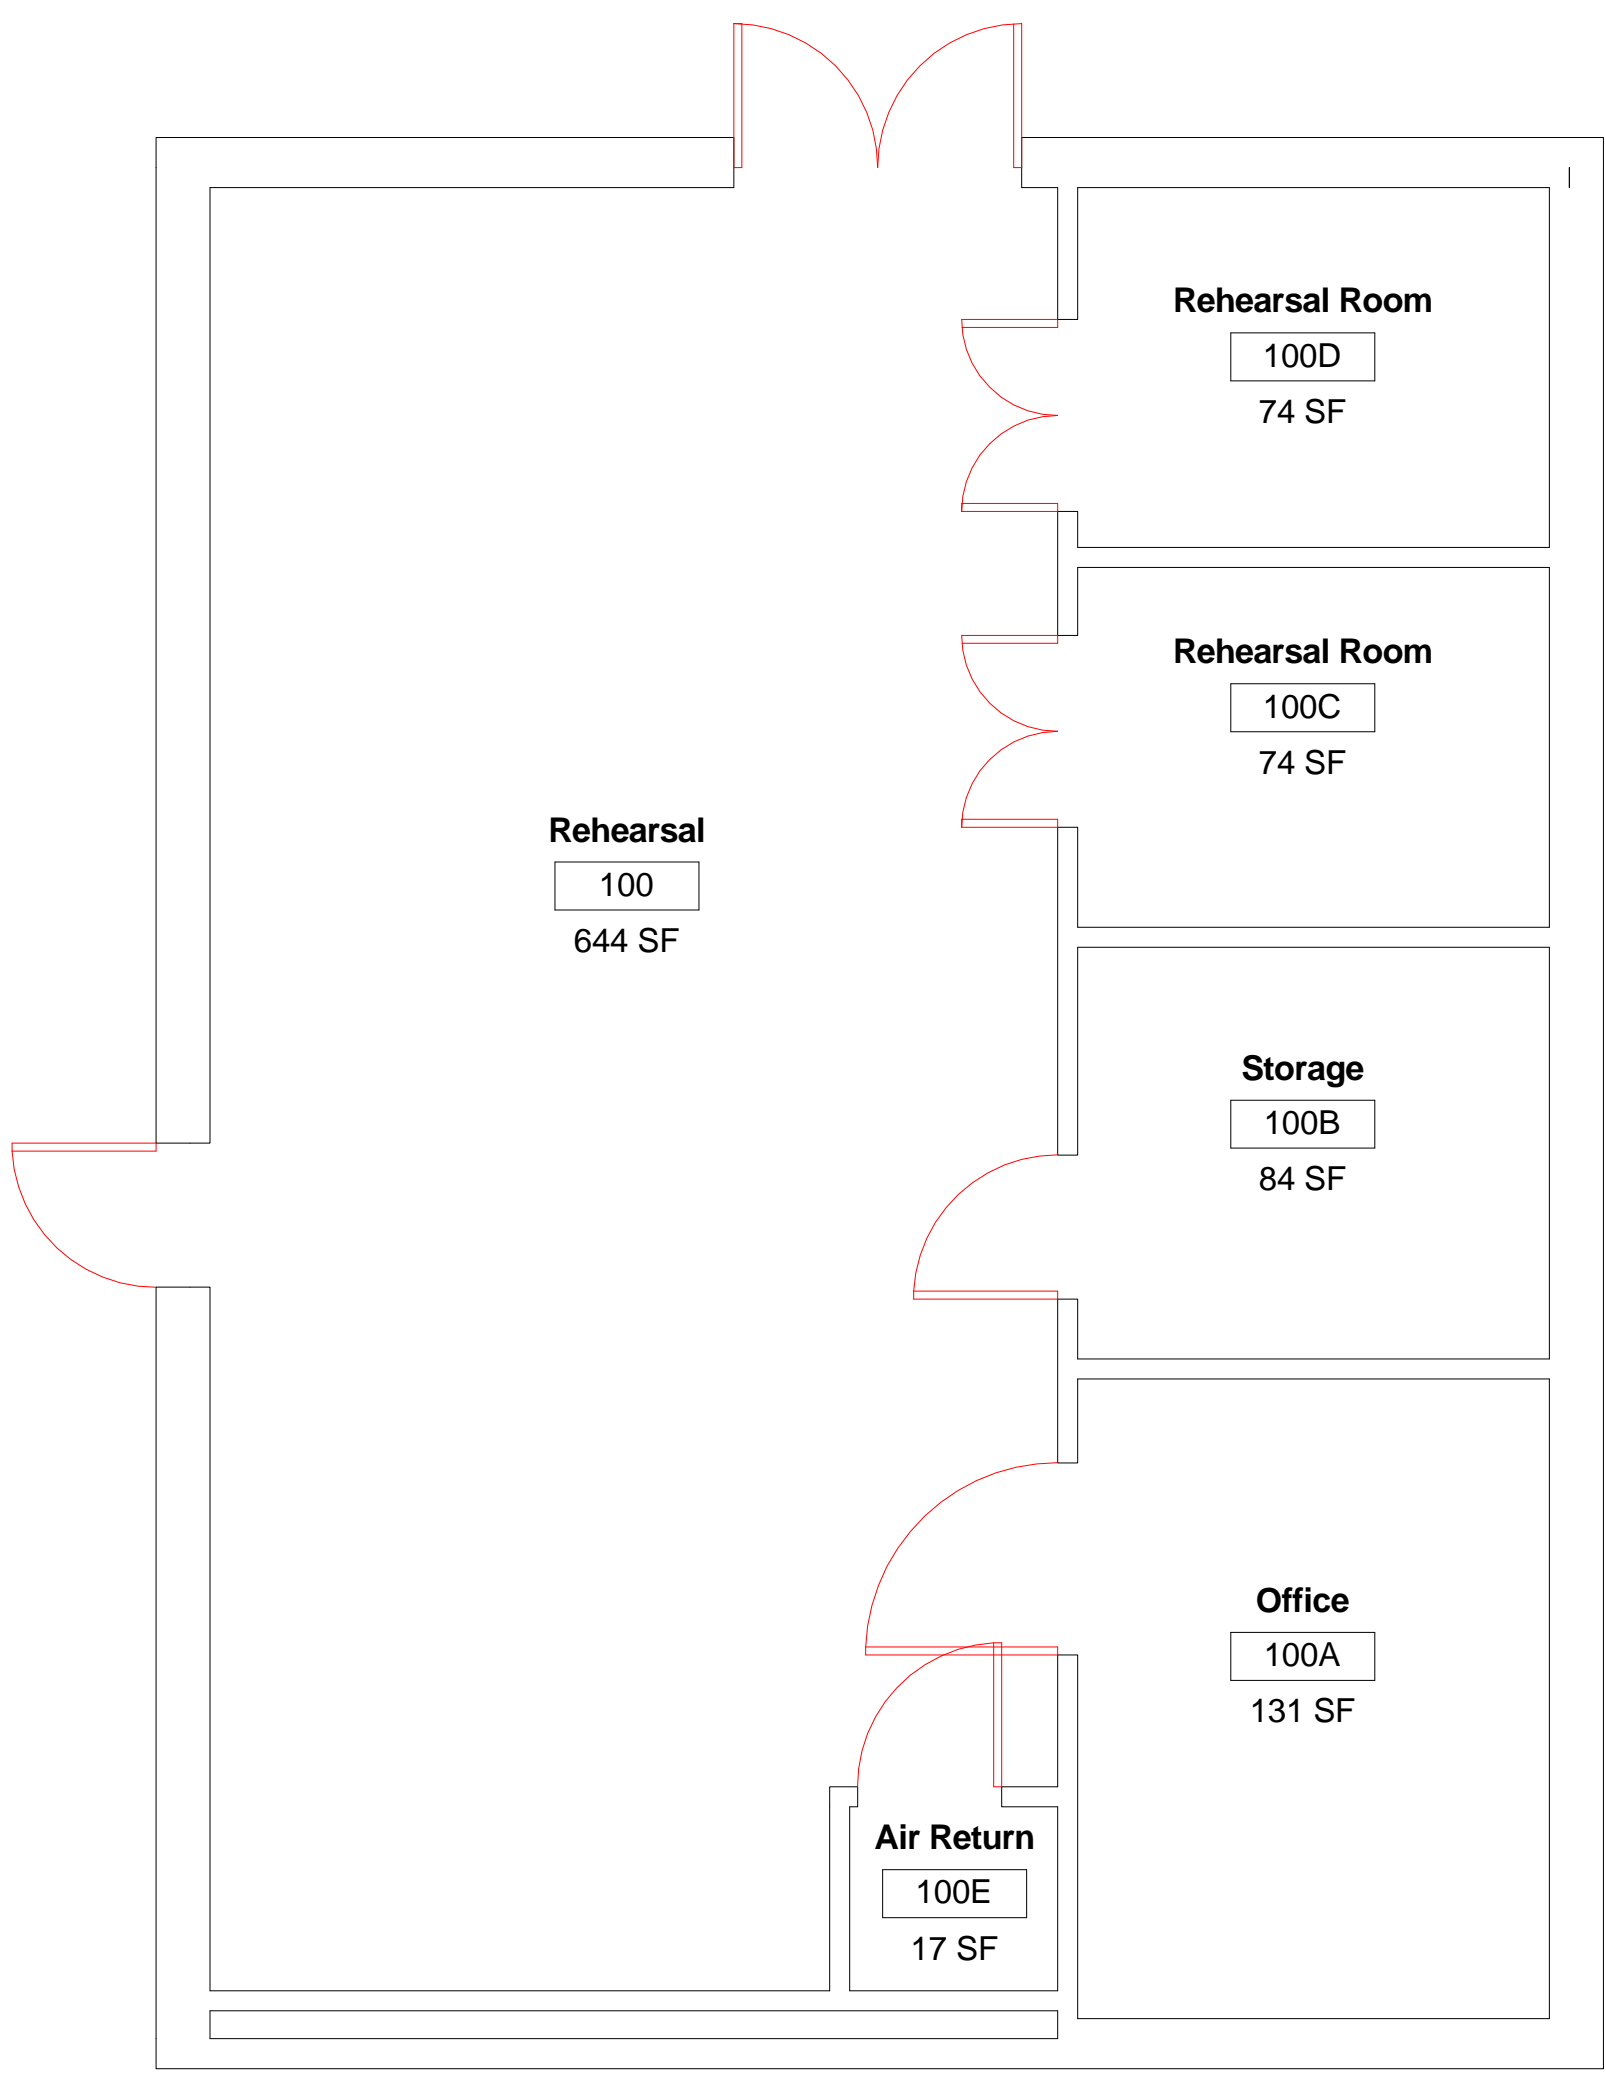 Rehearsal Room
100D
74 SF
Rehearsal Room
100C
74 SF
Rehearsal
100
644 SF
Storage
100B
84 SF
Office
100A
131 SF
Air Return
100E
17 SF